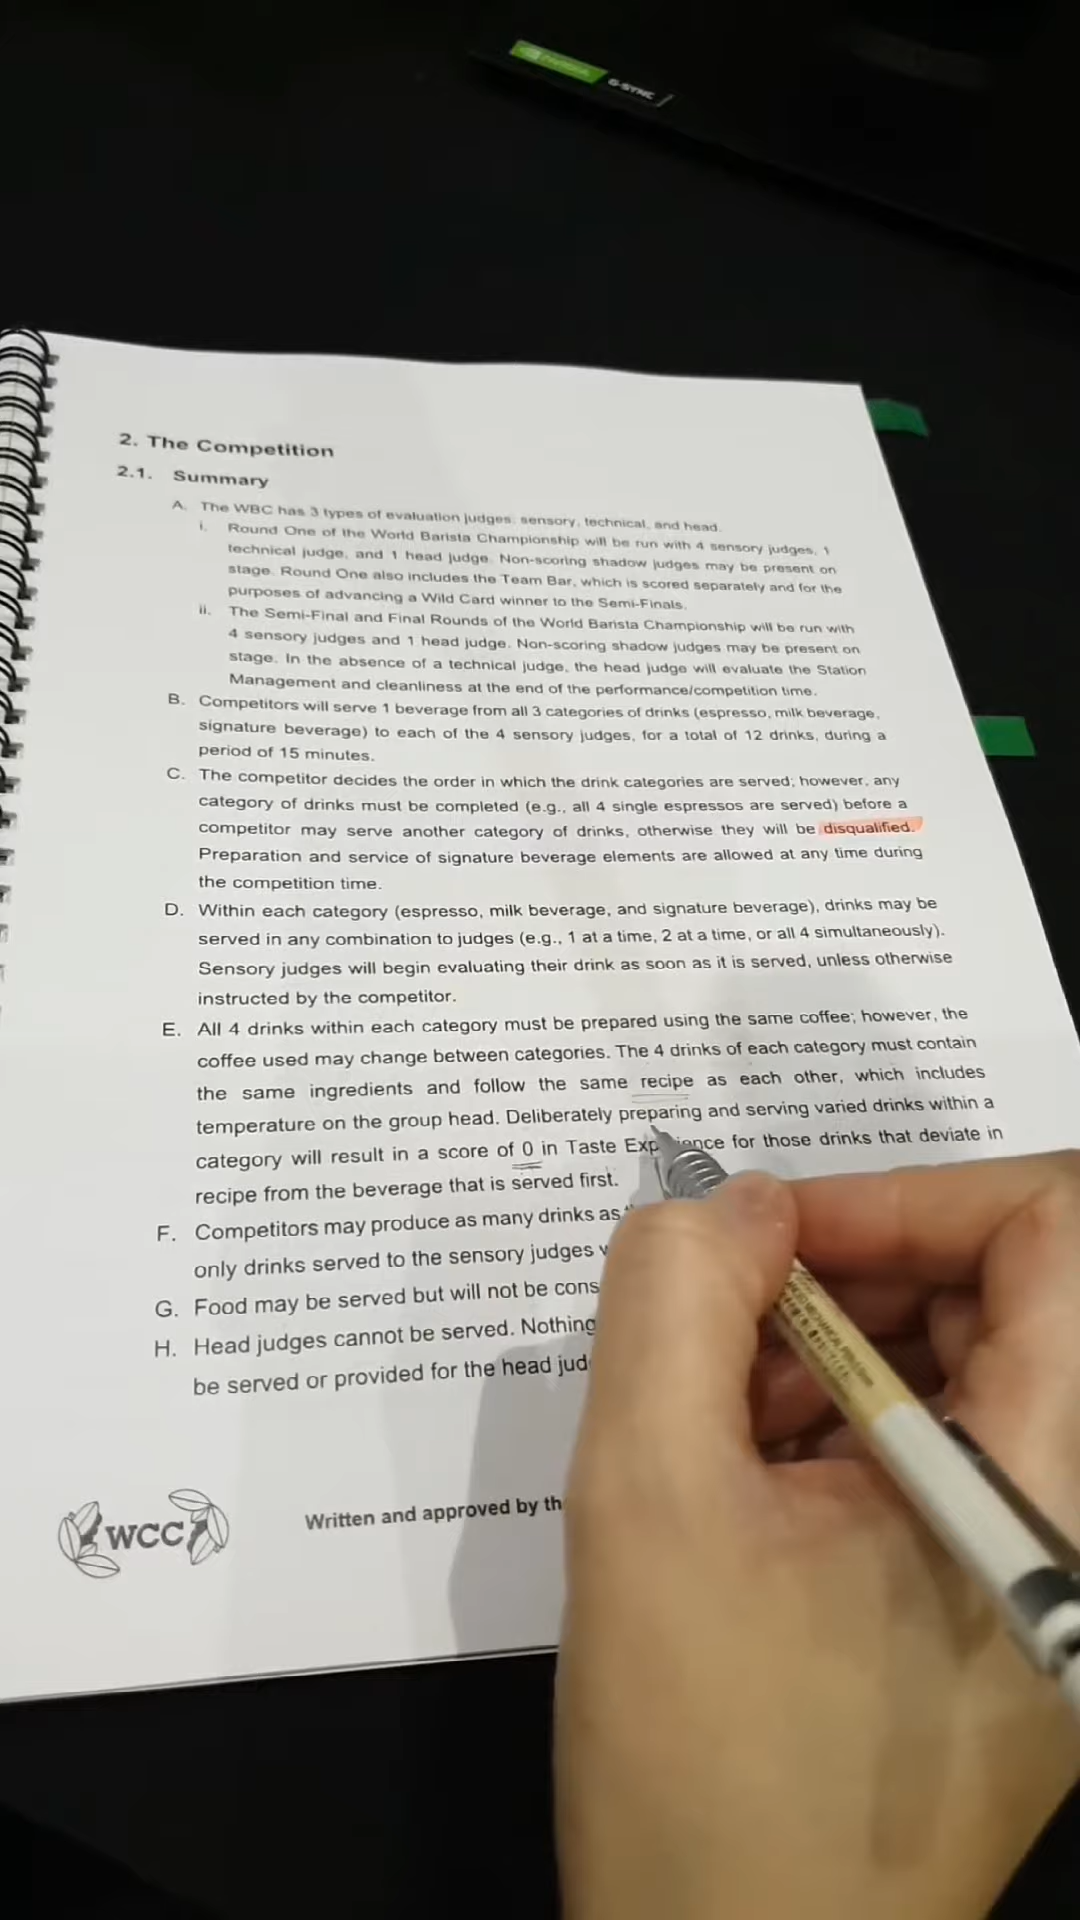 G-SYNC
2. The Competition
2.1. Summary
A. The WBC has 3 types of evaluation judges: sensory, technical, and head.
i. Round One of the World Barista Championship will be run with 4 sensory judges, 1
technical judge, and 1 head judge. Non-scoring shadow judges may be present on
stage. Round One also includes the Team Bar, which is scored separately and for the
purposes of advancing a Wild Card winner to the Semi-Finals.
ii. The Semi-Final and Final Rounds of the World Barista Championship will be run with
4 sensory judges and 1 head judge. Non-scoring shadow judges may be present on
stage. In the absence of a technical judge, the head judge will evaluate the Station
Management and cleanliness at the end of the performance/competition time.
B. Competitors will serve 1 beverage from all 3 categories of drinks (espresso, milk beverage,
signature beverage) to each of the 4 sensory judges, for a total of 12 drinks, during a
period of 15 minutes.
C. The competitor decides the order in which the drink categories are served; however, any
category of drinks must be completed (e.g., all 4 single espressos are served) before a
competitor may serve another category of drinks, otherwise they will be disqualified.
Preparation and service of signature beverage elements are allowed at any time during
the competition time.
D. Within each category (espresso, milk beverage, and signature beverage), drinks may be
served in any combination to judges (e.g., 1 at a time, 2 at a time, or all 4 simultaneously).
Sensory judges will begin evaluating their drink as soon as it is served, unless otherwise
instructed by the competitor.
E. All 4 drinks within each category must be prepared using the same coffee; however, the
coffee used may change between categories. The 4 drinks of each category must contain
the same ingredients and follow the same recipe as each other, which includes
temperature on the group head. Deliberately preparing and serving varied drinks within a
category will result in a score of 0 in Taste Exp ience for those drinks that deviate in
recipe from the beverage that is served first.
F. Competitors may produce as many drinks as
only drinks served to the sensory judges
G. Food may be served but will not be cons
H. Head judges cannot be served. Nothing
be served or provided for the head jud
WCC
Written and approved by th